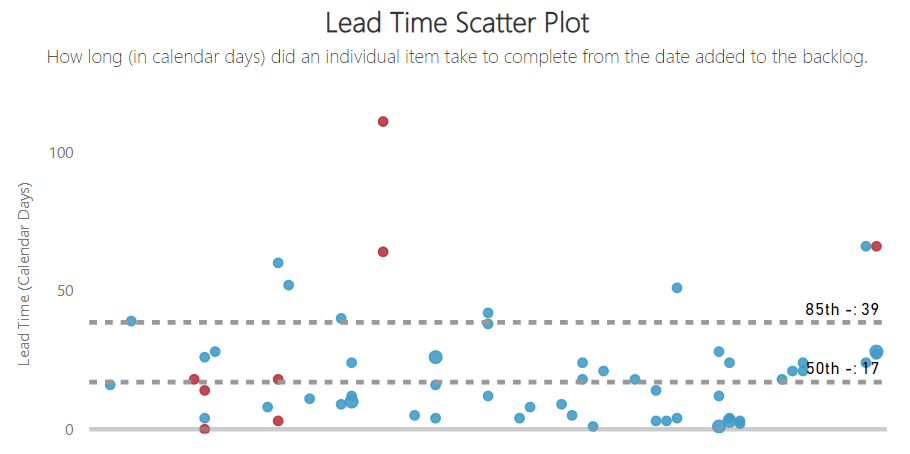 Lead Time Scatter Plot
How long (in calendar days) did an individual item take to complete from the date added to the backlog.
100
Lead Time (Calendar Days)
50
85th -: 39
50th -: 17
0